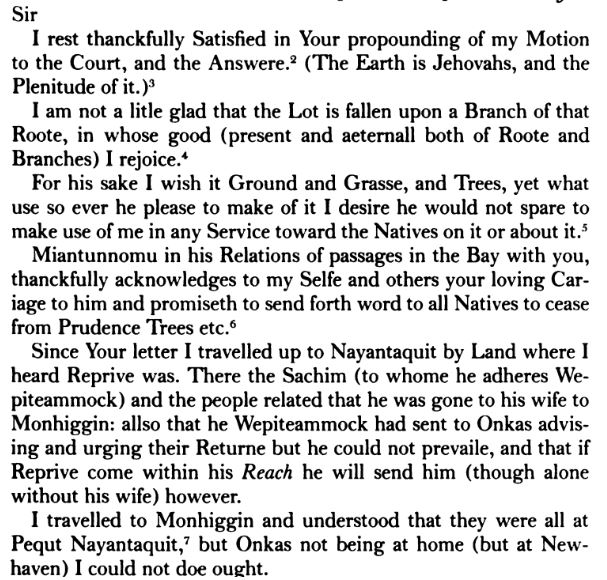 Sir
I rest thanckfully Satisfied in Your propounding of my Motion
to the Court, and the Answere.² (The Earth is Jehovahs, and the
Plenitude of it.)³
I am not a litle glad that the Lot is fallen upon a Branch of that
Roote, in whose good (present and aeternall both of Roote and
Branches) I rejoice.⁴
For his sake I wish it Ground and Grasse, and Trees, yet what
use so ever he please to make of it I desire he would not spare to
make use of me in any Service toward the Natives on it or about it.⁵
Miantunnomu in his Relations of passages in the Bay with you,
thanckfully acknowledges to my Selfe and others your loving Car-
iage to him and promiseth to send forth word to all Natives to cease
from Prudence Trees etc.⁶
Since Your letter I travelled up to Nayantaquit by Land where I
heard Reprive was. There the Sachim (to whome he adheres We-
piteammock) and the people related that he was gone to his wife to
Monhiggin: allso that he Wepiteammock had sent to Onkas advis-
ing and urging their Returne but he could not prevaile, and that if
Reprive come within his Reach he will send him (though alone
without his wife) however.
I travelled to Monhiggin and understood that they were all at
Pequt Nayantaquit,⁷ but Onkas not being at home (but at New-
haven) I could not doe ought.